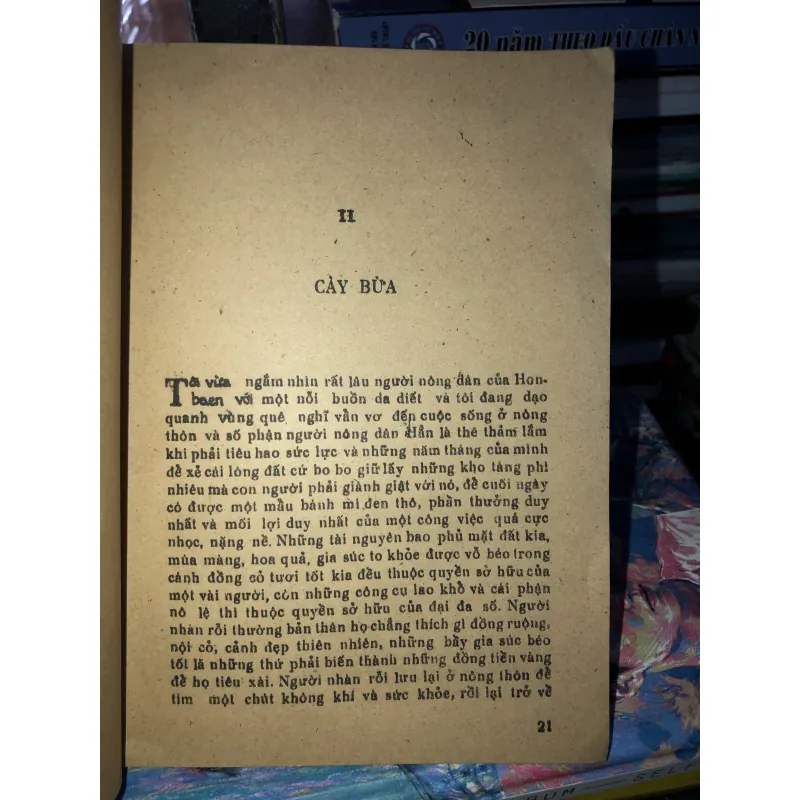 20 năm THEO DẤU CHÂN
II
CÀY BỪA
Tôi vừa ngắm nhìn rất lâu người nông dân của Hon-
baen với một nỗi buồn da diết và tôi đang dạo
quanh vùng quê nghĩ vẩn vơ đến cuộc sống ở nông
thôn và số phận người nông dân Hẳn là thê thảm lắm
khi phải tiêu hao sức lực và những năm tháng của mình
để xẻ cái lòng đất cứ bo bo giữ lấy những kho tàng phì
nhiêu mà con người phải giành giật với nó, để cuối ngày
có được một mẩu bánh mì đen thô, phần thưởng duy
nhất và mối lợi duy nhất của một công việc quá cực
nhọc, nặng nề. Những tài nguyên bao phủ mặt đất kia,
mùa màng, hoa quả, gia súc to khỏe được vỗ béo trong
cánh đồng cỏ tươi tốt kia đều thuộc quyền sở hữu của
một vài người, còn những công cụ lao khổ và cái phận
nô lệ thì thuộc quyền sở hữu của đại đa số. Người
nhàn rỗi thường bản thân họ chẳng thích gì đồng ruộng,
nội cỏ, cảnh đẹp thiên nhiên, những bầy gia súc béo
tốt là những thứ phải biến thành những đồng tiền vàng
để họ tiêu xài. Người nhàn rỗi lưu lại ở nông thôn để
tìm một chút không khí và sức khỏe, rồi lại trở về
21